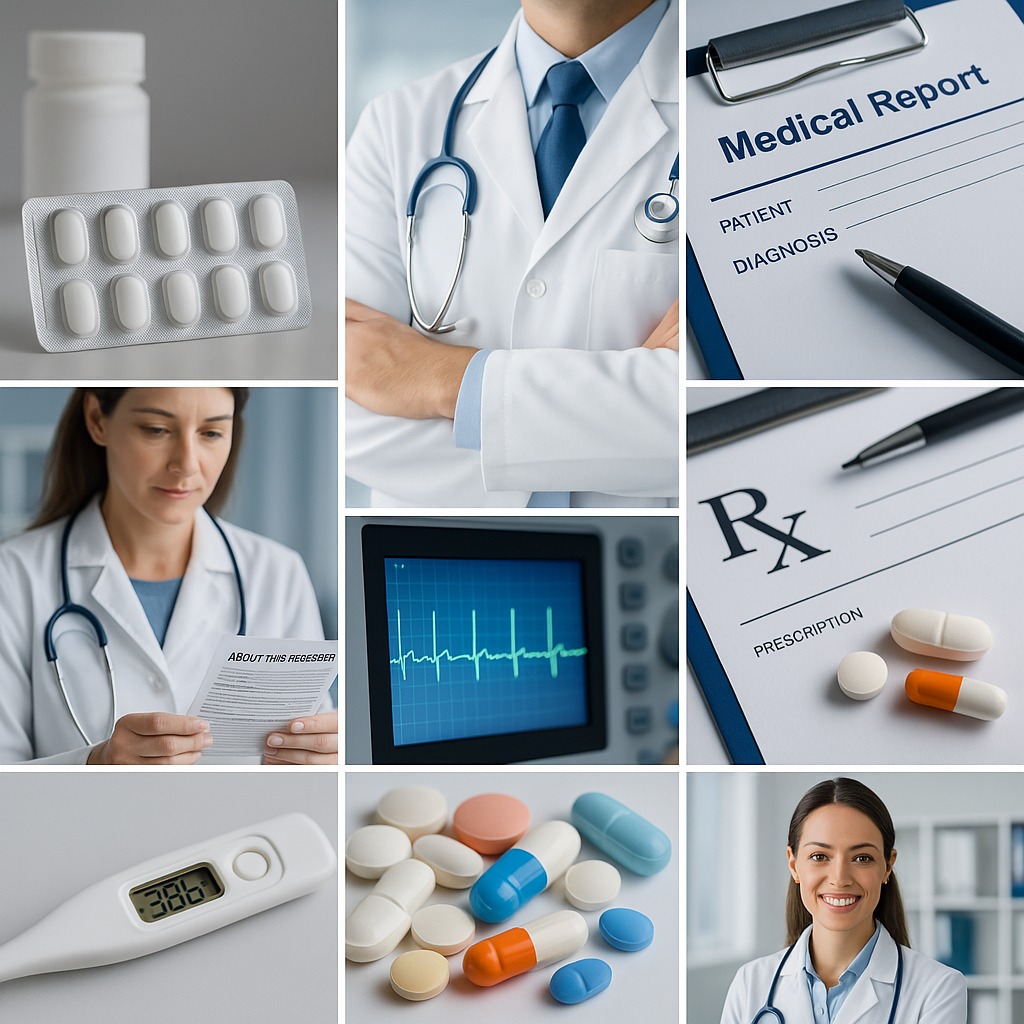 Medical Report
PATIENT
DIAGNOSIS
ABOUT THIS REGESBER
Rx
PRESCRIPTION
386